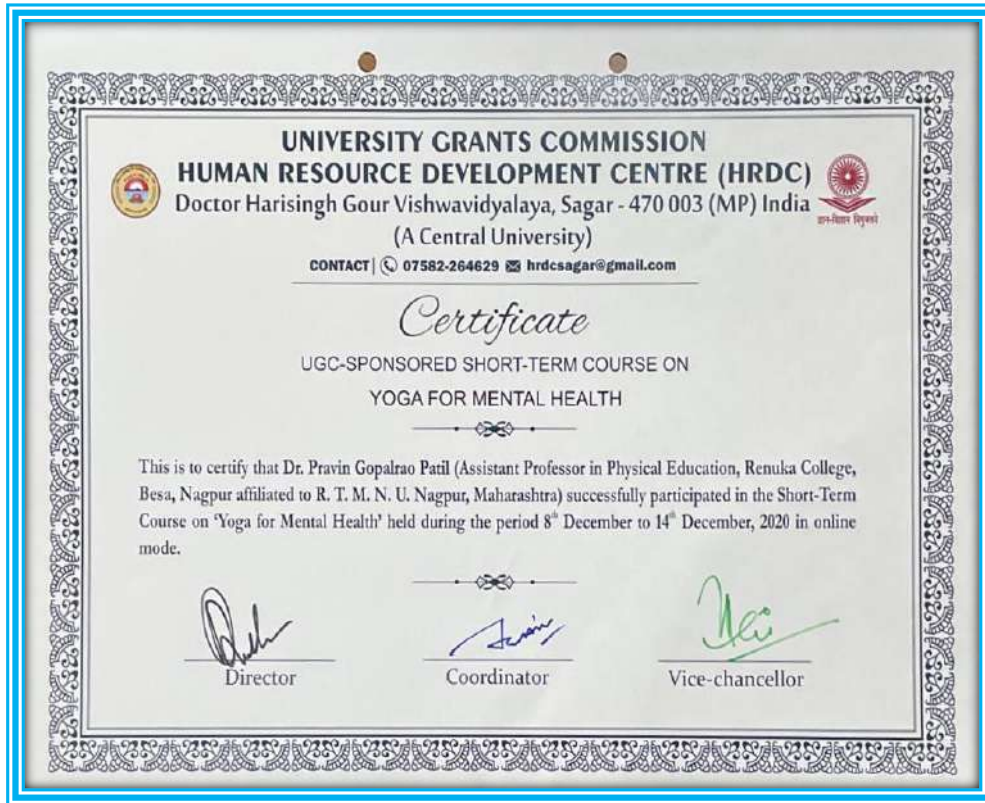 UNIVERSITY GRANTS COMMISSION
HUMAN RESOURCE DEVELOPMENT CENTRE (HRDC)
Doctor Harisingh Gour Vishwavidyalaya, Sagar - 470 003 (MP) India
(A Central University)
CONTACT| 07582-264629 hrdcsagar@gmail.com
ज्ञान-विज्ञान विमुक्तये
Certificate
UGC-SPONSORED SHORT-TERM COURSE ON
YOGA FOR MENTAL HEALTH
This is to certify that Dr. Pravin Gopalrao Patil (Assistant Professor in Physical Education, Renuka College,
Besa, Nagpur affiliated to R. T. M. N. U. Nagpur, Maharashtra) successfully participated in the Short-Term
Course on ‘Yoga for Mental Health’ held during the period 8th December to 14th December, 2020 in online
mode.
Director
Coordinator
Vice-chancellor